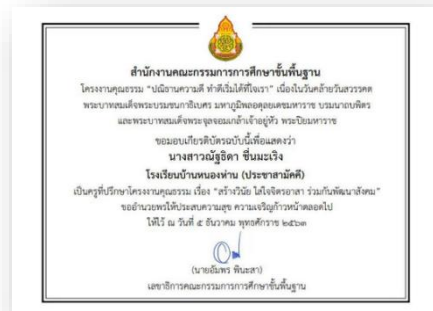 สำนักงานคณะกรรมการการศึกษาขั้นพื้นฐาน
โครงงานคุณธรรม “ปณิธานความดี ทำดีเริ่มได้ที่ใจเรา” เนื่องในวันคล้ายวันสวรรคต
พระบาทสมเด็จพระบรมชนกาธิเบศร มหาภูมิพลอดุลยเดชมหาราช บรมนาถบพิตร
และพระบาทสมเด็จพระจุลจอมเกล้าเจ้าอยู่หัว พระปิยมหาราช
ขอมอบเกียรติบัตรฉบับนี้เพื่อแสดงว่า
นางสาวณัฐธิดา ชื่นมะเริง
โรงเรียนบ้านหนองห่าน (ประชาสามัคคี)
เป็นครูที่ปรึกษาโครงงานคุณธรรม เรื่อง “สร้างวินัย ใส่ใจจิตรอาสา ร่วมกันพัฒนาสังคม”
ขออำนวยพรให้ประสบความสุข ความเจริญก้าวหน้าตลอดไป
ให้ไว้ ณ วันที่ ๕ ธันวาคม พุทธศักราช ๒๕๖๓
(นายอัมพร พินะสา)
เลขาธิการคณะกรรมการการศึกษาขั้นพื้นฐาน